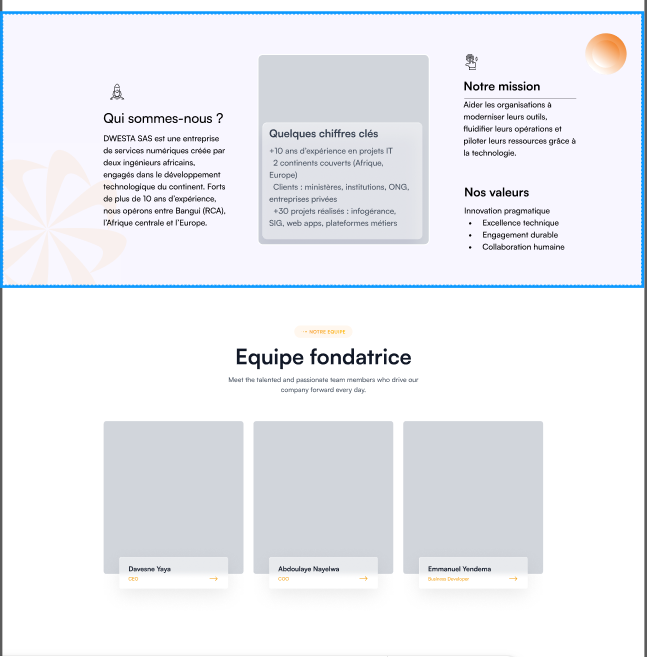 Qui sommes-nous ?
DWESTA SAS est une entreprise
de services numériques créée par
deux ingénieurs africains,
engagés dans le développement
technologique du continent. Forts
de plus de 10 ans d'expérience,
nous opérons entre Bangui (RCA),
l'Afrique centrale et l'Europe.
Quelques chiffres clés
+10 ans d'expérience en projets IT
2 continents couverts (Afrique,
Europe)
Clients : ministères, institutions, ONG,
entreprises privées
+30 projets réalisés : infogérance,
SIG, web apps, plateformes métiers
Notre mission
Aider les organisations à
moderniser leurs outils,
fluidifier leurs opérations et
piloter leurs ressources grâce à
la technologie.
Nos valeurs
Innovation pragmatique
• Excellence technique
• Engagement durable
• Collaboration humaine
NOTRE EQUIPE
Equipe fondatrice
Meet the talented and passionate team members who drive our
company forward every day.
Davesne Yaya
CEO
Abdoulaye Nayelwa
COO
Emmanuel Yendema
Business Developer